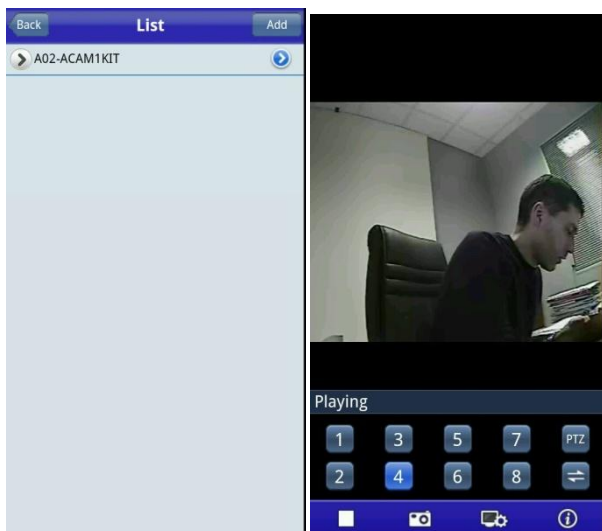 Back List Add
A02-ACAM1KIT
Playing
1 3 5 7 PTZ
2 4 6 8